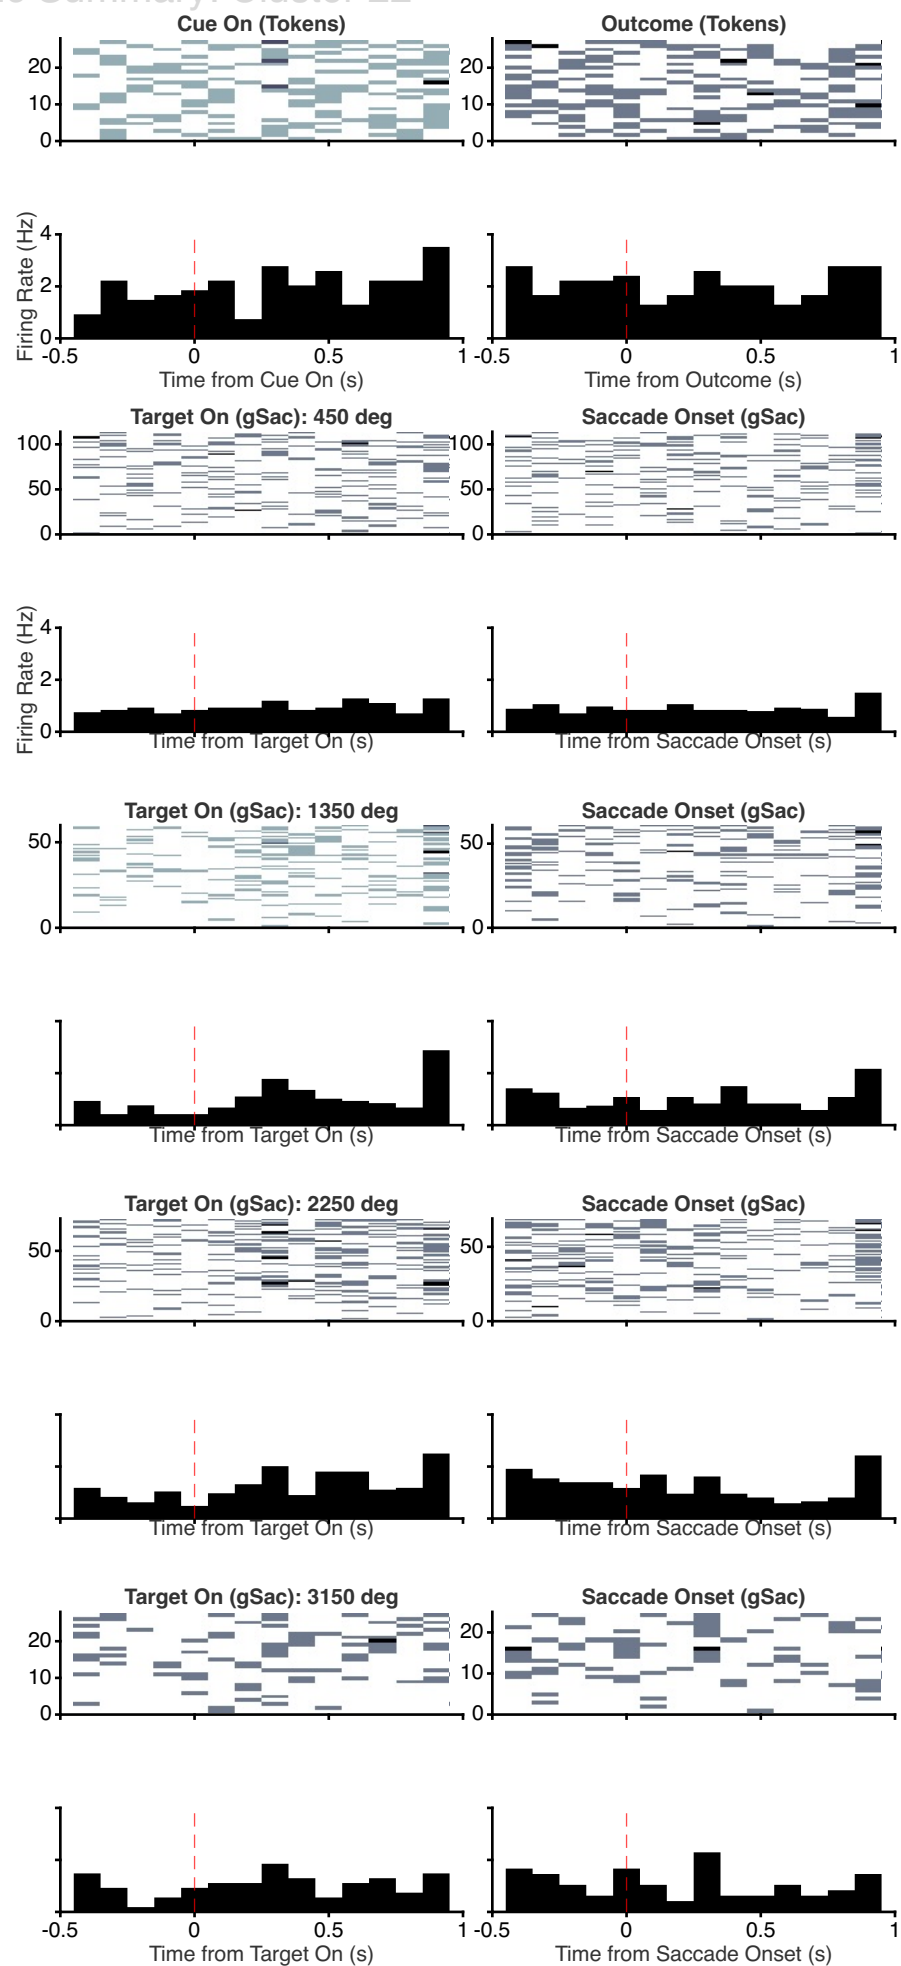 Summary: Cluster 22
Cue On (Tokens)
Outcome (Tokens)
20
10
0
20
10
0
Firing Rate (Hz)
4
2
0
-0.5
0
0.5
1
-0.5
0
0.5
1
Time from Cue On (s)
Time from Outcome (s)
Target On (gSac): 450 deg
Saccade Onset (gSac)
100
50
0
100
50
0
Firing Rate (Hz)
4
2
0
Time from Target On (s)
Time from Saccade Onset (s)
Target On (gSac): 1350 deg
Saccade Onset (gSac)
50
0
50
0
Time from Target On (s)
Time from Saccade Onset (s)
Target On (gSac): 2250 deg
Saccade Onset (gSac)
50
0
50
0
Time from Target On (s)
Time from Saccade Onset (s)
Target On (gSac): 3150 deg
Saccade Onset (gSac)
20
10
0
20
10
0
-0.5
0
0.5
1
-0.5
0
0.5
1
Time from Target On (s)
Time from Saccade Onset (s)